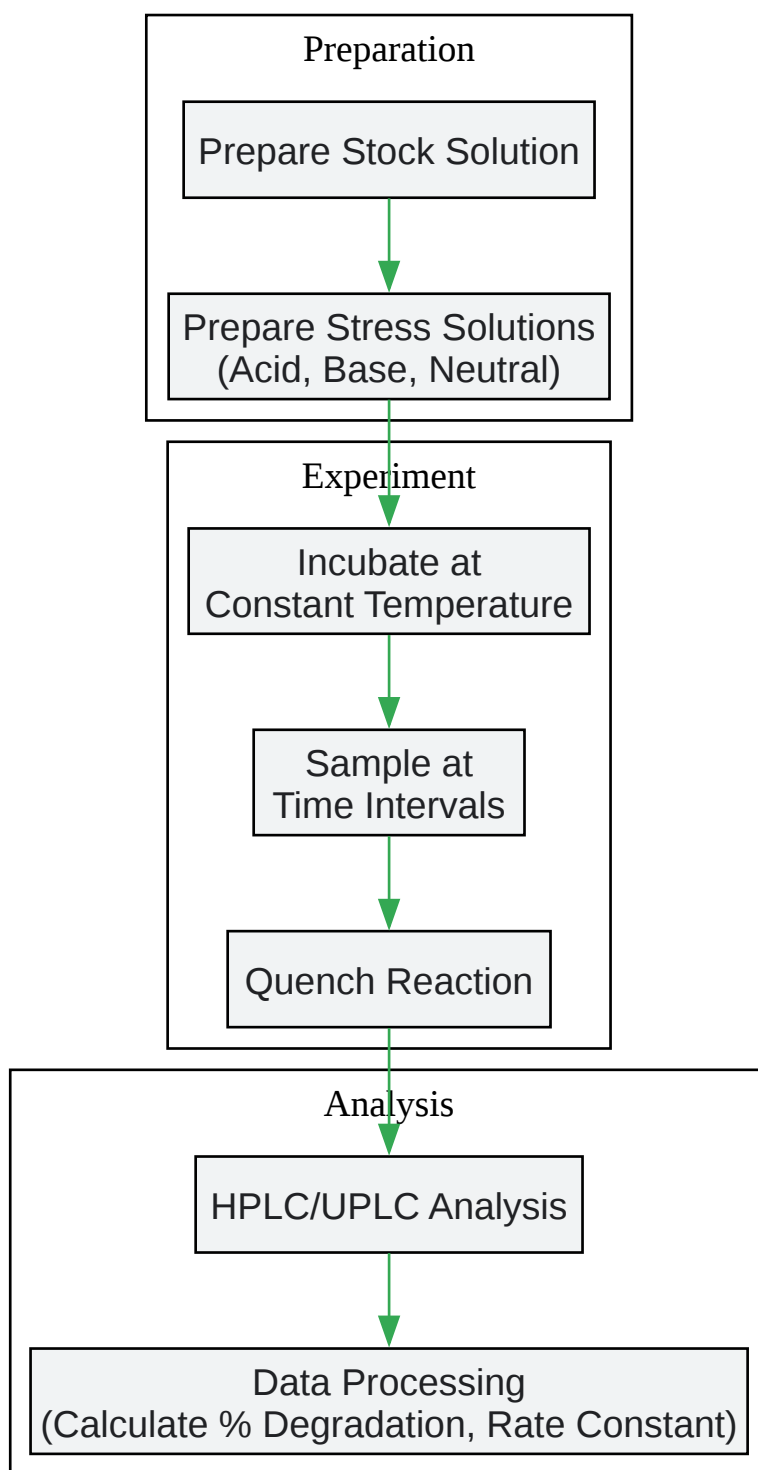 Preparation
Prepare Stock Solution
Prepare Stress Solutions
(Acid, Base, Neutral)
Experiment
Incubate at
Constant Temperature
Sample at
Time Intervals
Quench Reaction
Analysis
HPLC/UPLC Analysis
Data Processing
(Calculate % Degradation, Rate Constant)